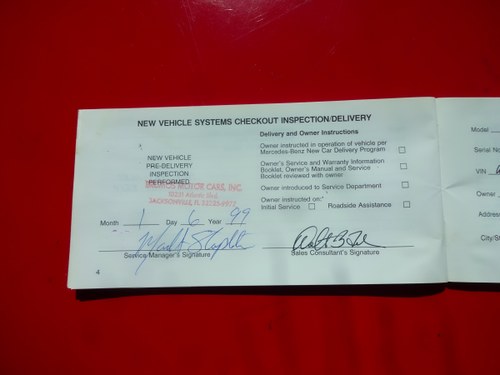 NEW VEHICLE SYSTEMS CHECKOUT INSPECTION/DELIVERY
NEW VEHICLE
PRE-DELIVERY
INSPECTION
PERFORMED
MOTOR CARS, INC.
JACKSONVILLE, FL
Month 1 Day 6 Year 99
Service/Manager's Signature
4
Delivery and Owner Instructions
Owner instructed in operation of vehicle per
Mercedes-Benz New Car Delivery Program
Owner's Service and Warranty Information
Booklet, Owner's Manual and Service
Booklet reviewed with owner
Owner introduced to Service Department
Owner instructed on:
Initial Service Roadside Assistance
Sales Consultant's Signature
Model
Serial
VIN
Owner
Address
City/St